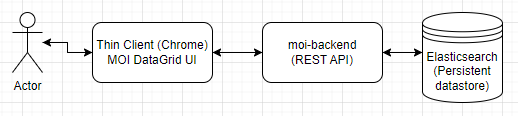 Actor
Thin Client (Chrome)
MOI DataGrid UI
moi-backend
(REST API)
Elasticsearch
(Persistent
datastore)